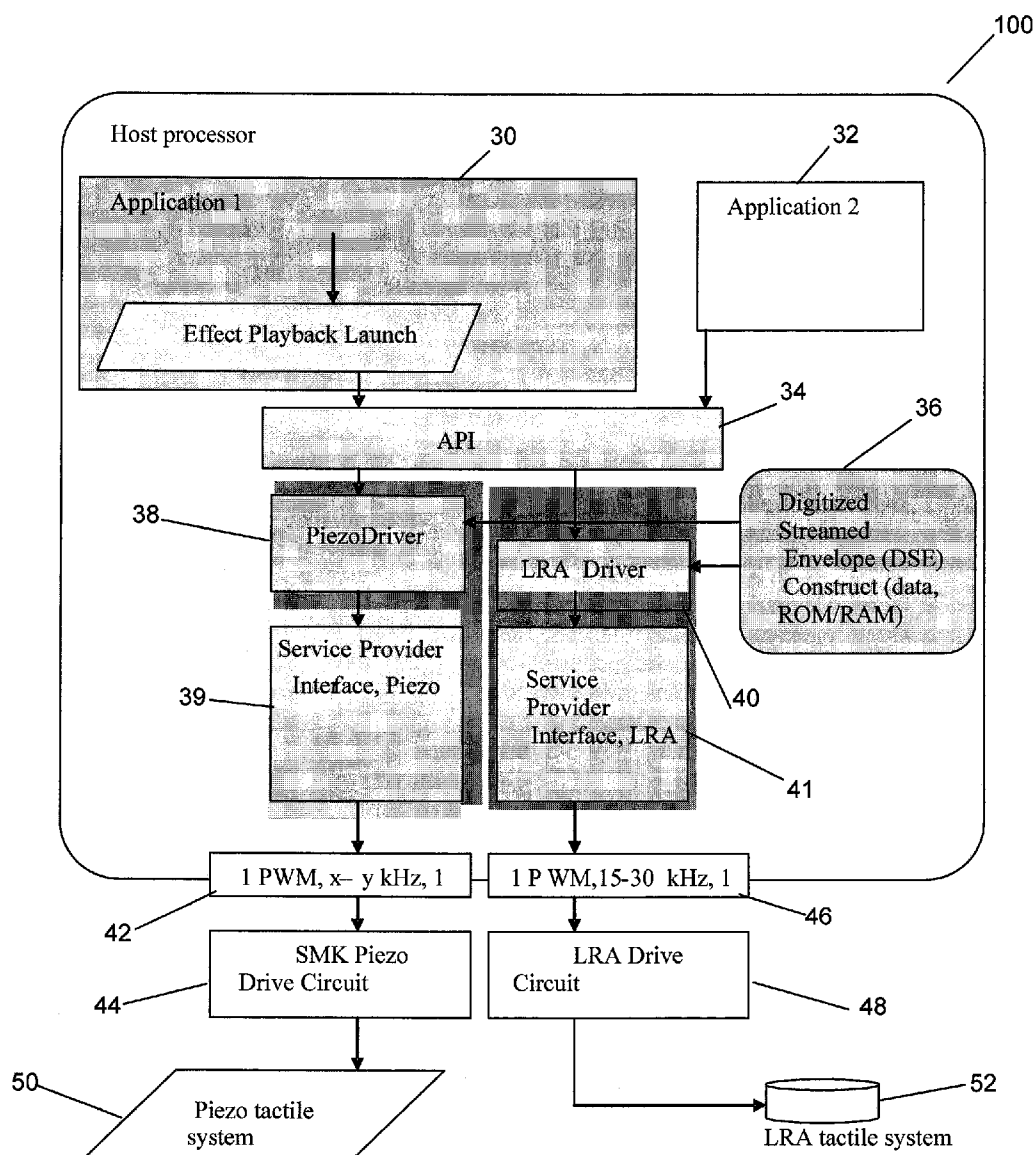 100
Host processor
30
32
Application 1
Application 2
Effect Playback Launch
34
36
API
Digitized
Streamed
Envelope (DSE)
Construct (data,
ROM/RAM)
38
PiezoDriver
LRA Driver
Service Provider
Interface, Piezo
39
40
Service
Provider
Interface, LRA
41
1 PWM, x– y kHz, 1
1 P WM,15-30 kHz, 1
42
46
SMK Piezo
Drive Circuit
LRA Drive
Circuit
44
48
50
52
Piezo tactile
system
LRA tactile system